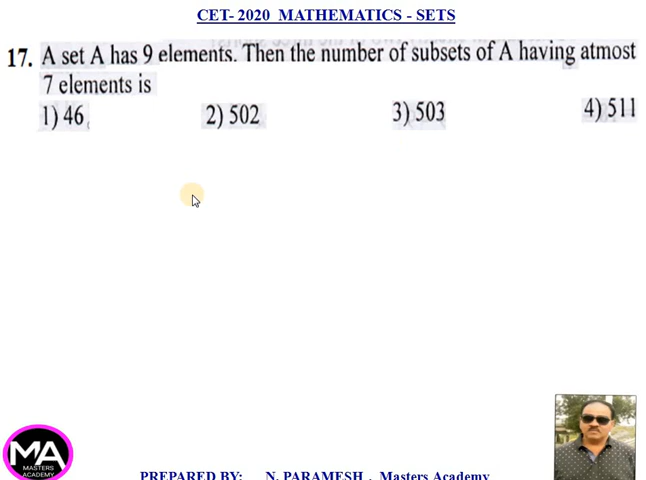 CET- 2020 MATHEMATICS - SETS
17. A set A has 9 elements. Then the number of subsets of A having atmost
7 elements is
1) 46 2) 502 3) 503 4) 511
MA
MASTERS
ACADEMY
PREPARED BY: N. PARAMESH , Masters Academy